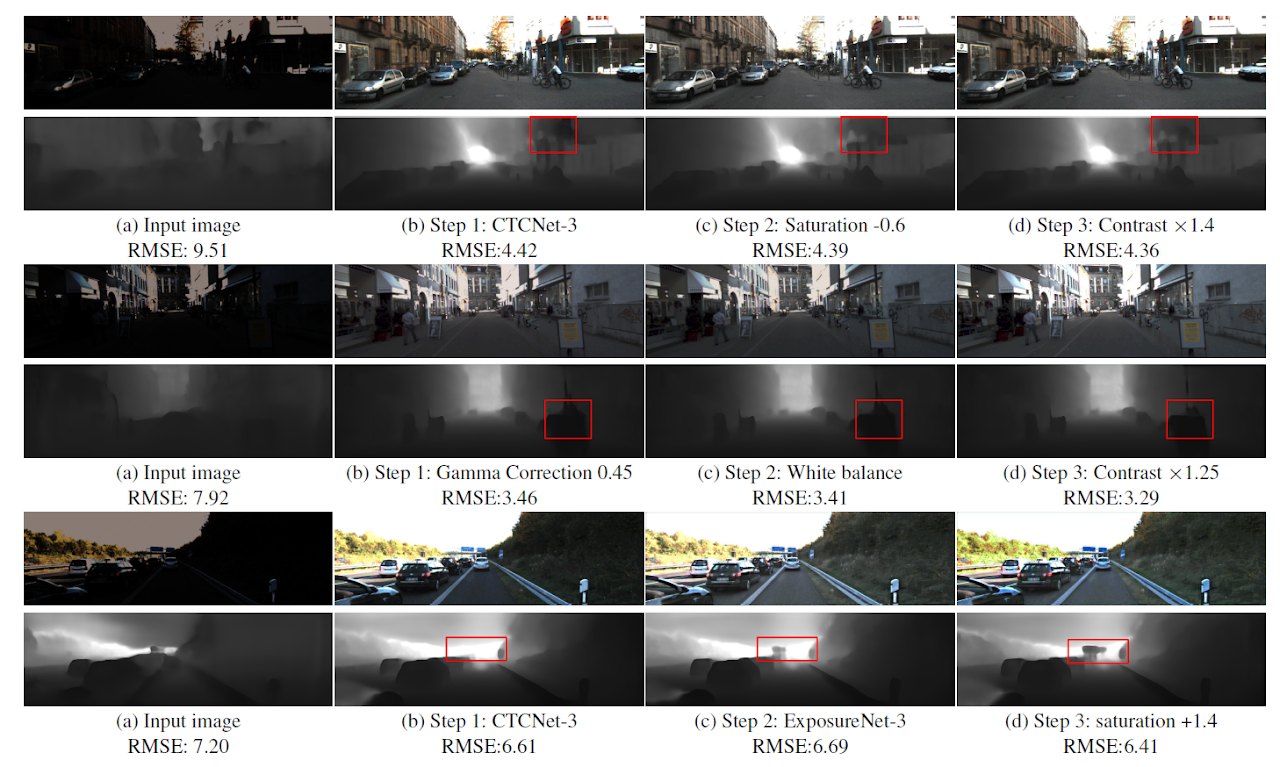 (a) Input image
RMSE: 9.51
(b) Step 1: CTCNet-3
RMSE:4.42
(c) Step 2: Saturation -0.6
RMSE:4.39
(d) Step 3: Contrast ×1.4
RMSE:4.36
(a) Input image
RMSE: 7.92
(b) Step 1: Gamma Correction 0.45
RMSE:3.46
(c) Step 2: White balance
RMSE:3.41
(d) Step 3: Contrast ×1.25
RMSE:3.29
(a) Input image
RMSE: 7.20
(b) Step 1: CTCNet-3
RMSE:6.61
(c) Step 2: ExposureNet-3
RMSE:6.69
(d) Step 3: saturation +1.4
RMSE:6.41